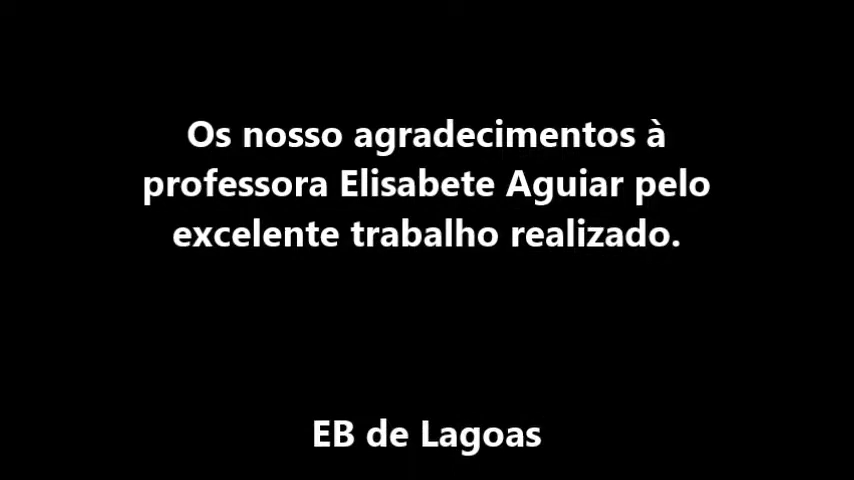 Os nosso agradecimentos à
professora Elisabete Aguiar pelo
excelente trabalho realizado.
EB de Lagoas